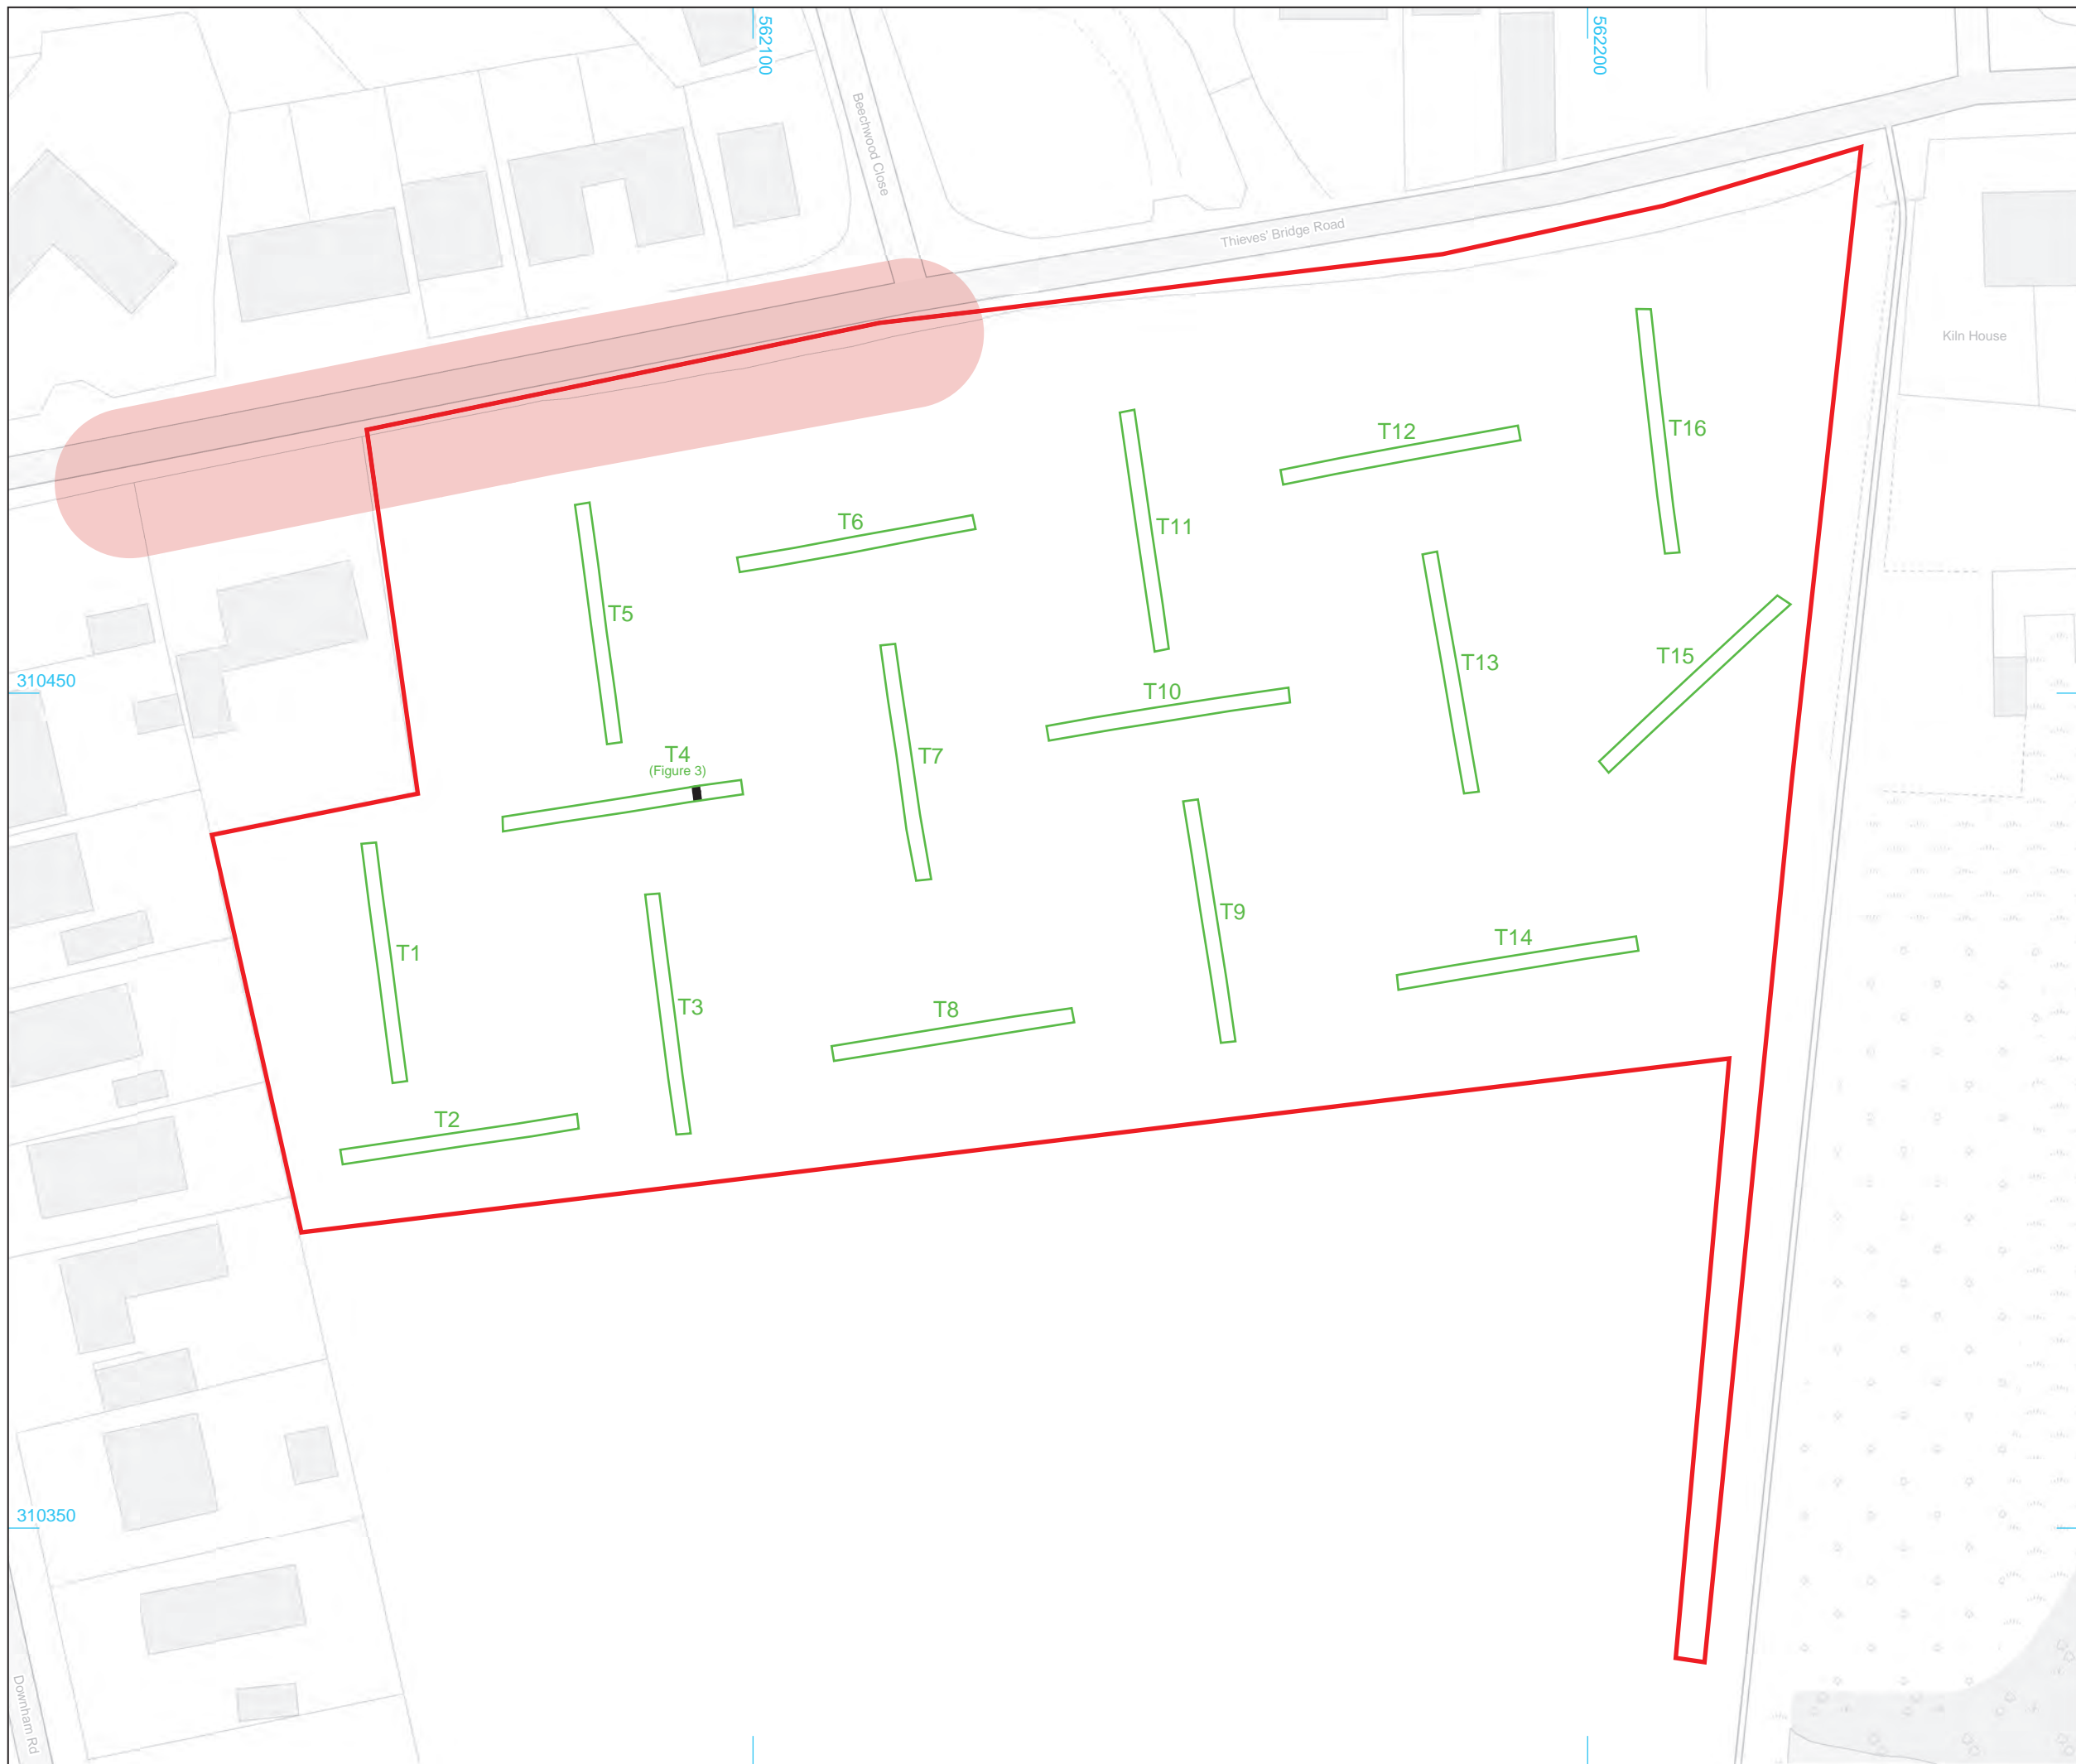 562100
562200
Beechwood Close
Thieves' Bridge Road
Kiln House
T12
T16
T6
T11
T5
T13
T15
310450
T10
T4
(Figure 3)
T7
T9
T14
T1
T3
T8
T2
310350
Downham Rd